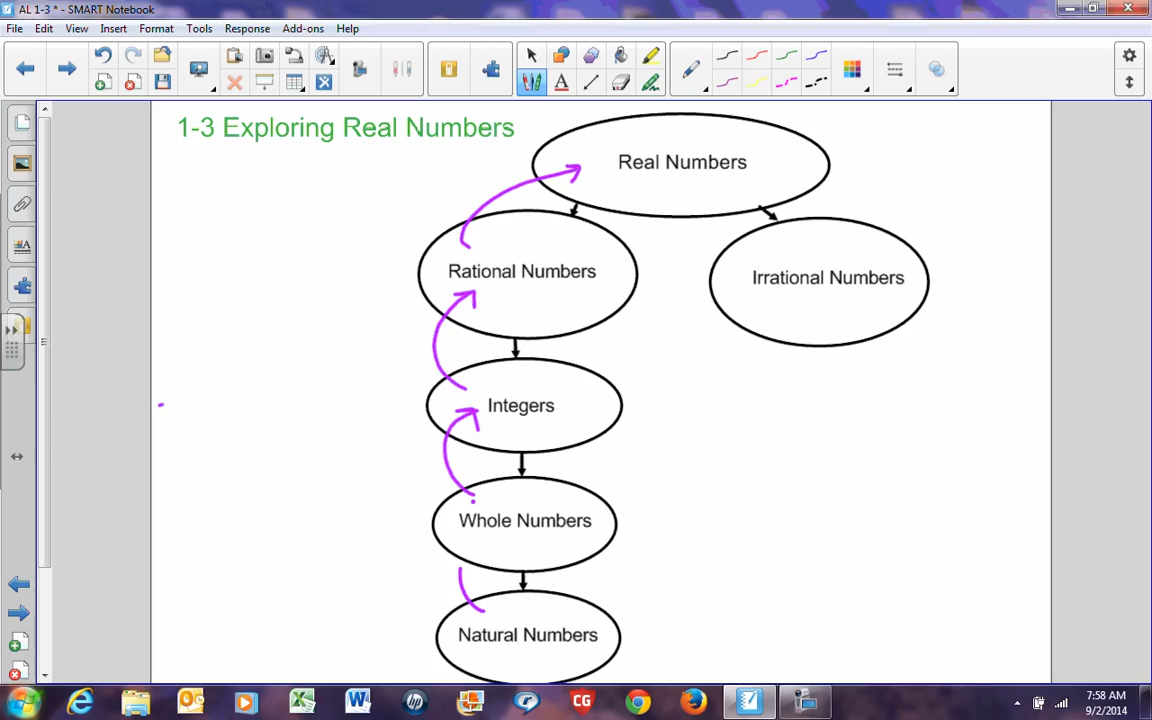 AL 1-3 * - SMART Notebook
File Edit View Insert Format Tools Response Add-ons Help
1-3 Exploring Real Numbers
Real Numbers
Rational Numbers
Irrational Numbers
Integers
Whole Numbers
Natural Numbers
CG
7:58 AM
9/2/2014